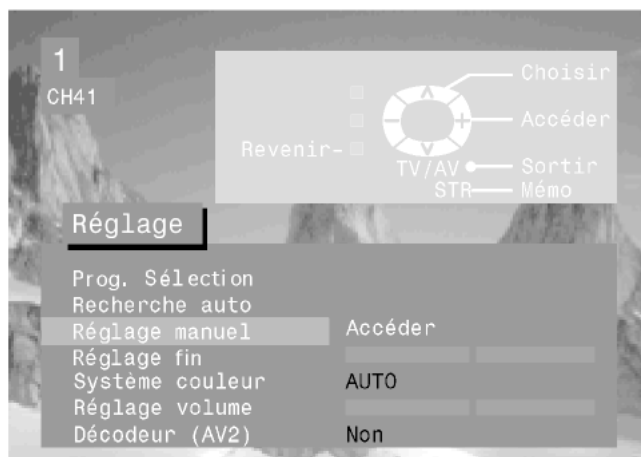 1
CH41
Choisir
Accéder
Revenir-
TV/AV
Sortir
STR
Mémo
Réglage
Prog. Sélection
Recherche auto
Réglage manuel Accéder
Réglage fin
Système couleur AUTO
Réglage volume
Décodeur (AV2) Non